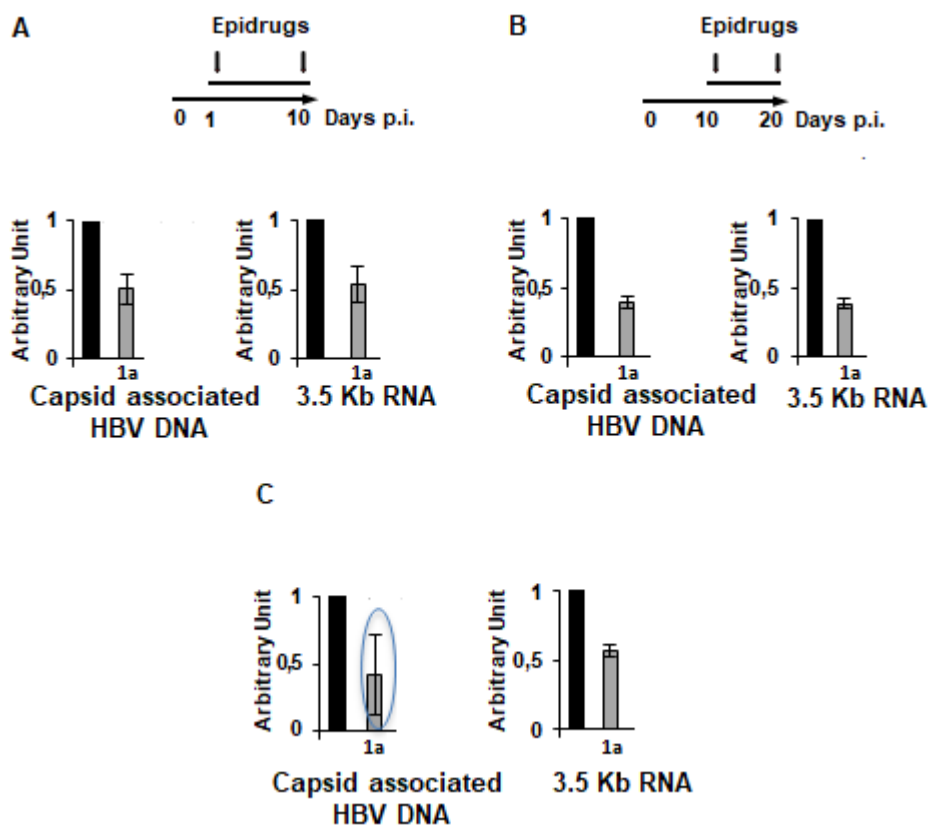 A
Epidrugs
0 1 10 Days p.i.
Arbitrary Unit
1
0,5
0
1a
Capsid associated
HBV DNA
Arbitrary Unit
1
0,5
0
1a
3.5 Kb RNA
B
Epidrugs
0 10 20 Days p.i.
Arbitrary Unit
1
0,5
0
1a
Capsid associated
HBV DNA
Arbitrary Unit
1
0,5
0
1a
3.5 Kb RNA
C
Arbitrary Unit
1
0,5
0
1a
Capsid associated
HBV DNA
Arbitrary Unit
1
0,5
0
1a
3.5 Kb RNA